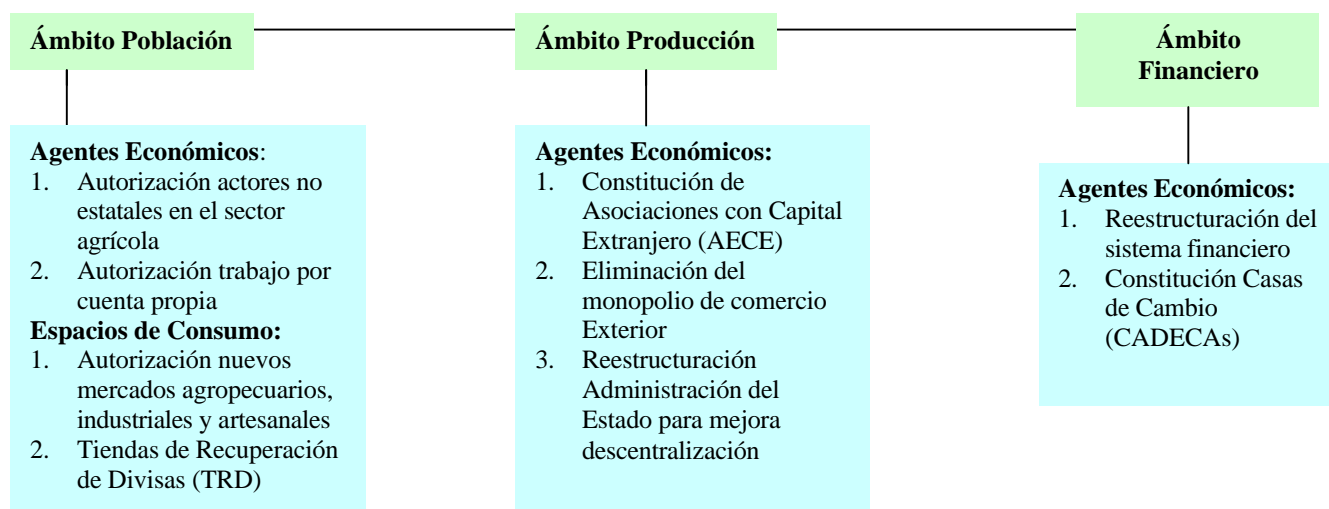 Ámbito Población
Ámbito Producción
Ámbito
Financiero
Agentes Económicos:
1. Autorización actores no
estatales en el sector
agrícola
2. Autorización trabajo por
cuenta propia
Espacios de Consumo:
1. Autorización nuevos
mercados agropecuarios,
industriales y artesanales
2. Tiendas de Recuperación
de Divisas (TRD)
Agentes Económicos:
1. Constitución de
Asociaciones con Capital
Extranjero (AECE)
2. Eliminación del
monopolio de comercio
Exterior
3. Reestructuración
Administración del
Estado para mejora
descentralización
Agentes Económicos:
1. Reestructuración del
sistema financiero
2. Constitución Casas
de Cambio
(CADECAs)